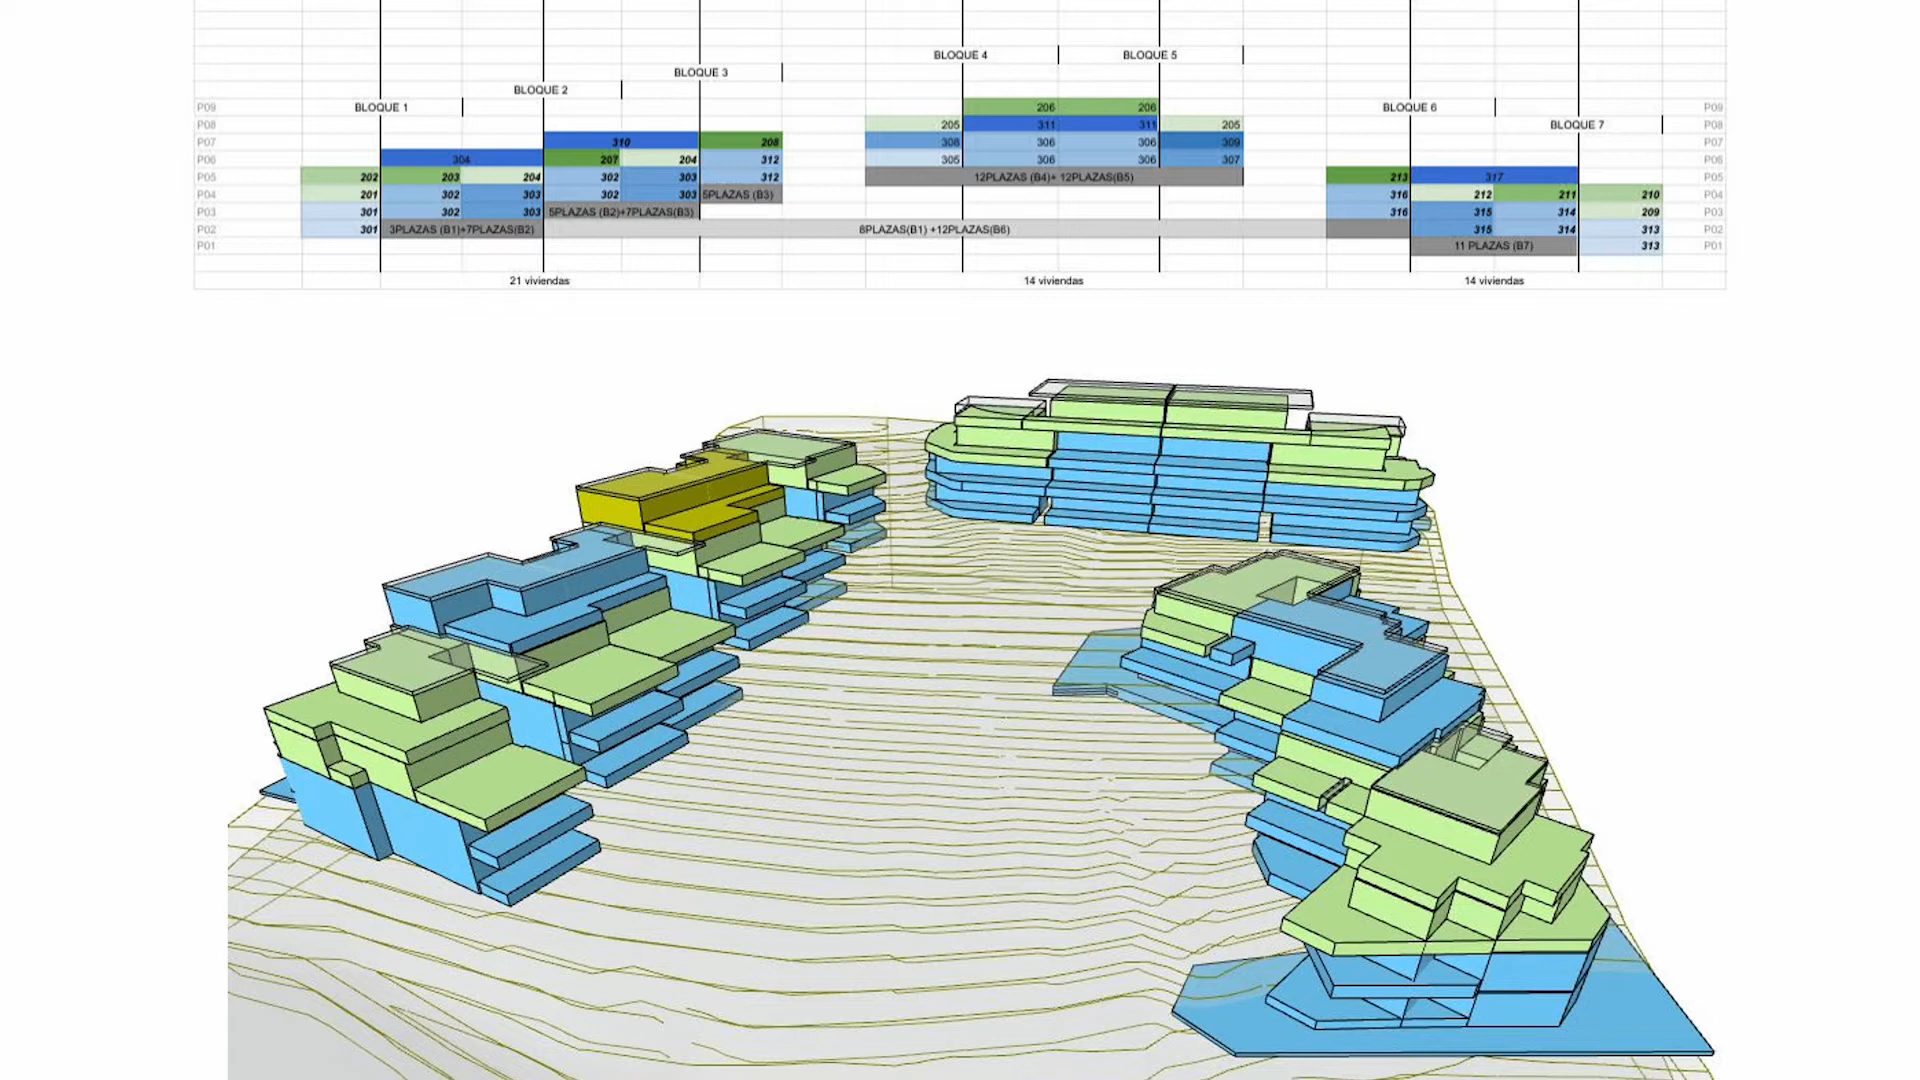 BLOQUE 4 BLOQUE 5
BLOQUE 3
BLOQUE 2
P09 BLOQUE 1 206 206 BLOQUE 6 P09
P08 205 311 311 205 BLOQUE 7 P08
P07 310 208 308 306 306 309 P07
P06 304 207 204 312 305 306 306 307 P06
P05 202 203 204 302 303 312 12PLAZAS (B4)+ 12PLAZAS(B5) 213 317 P05
P04 201 302 303 302 303 5PLAZAS (B3) 316 212 211 210 P04
P03 301 302 303 5PLAZAS (B2)+7PLAZAS(B3) 316 315 314 209 P03
P02 301 3PLAZAS (B1)+7PLAZAS(B2) 8PLAZAS(B1) +12PLAZAS(B6) 315 314 313 P02
P01 11 PLAZAS (B7) 313 P01
21 viviendas 14 viviendas 14 viviendas